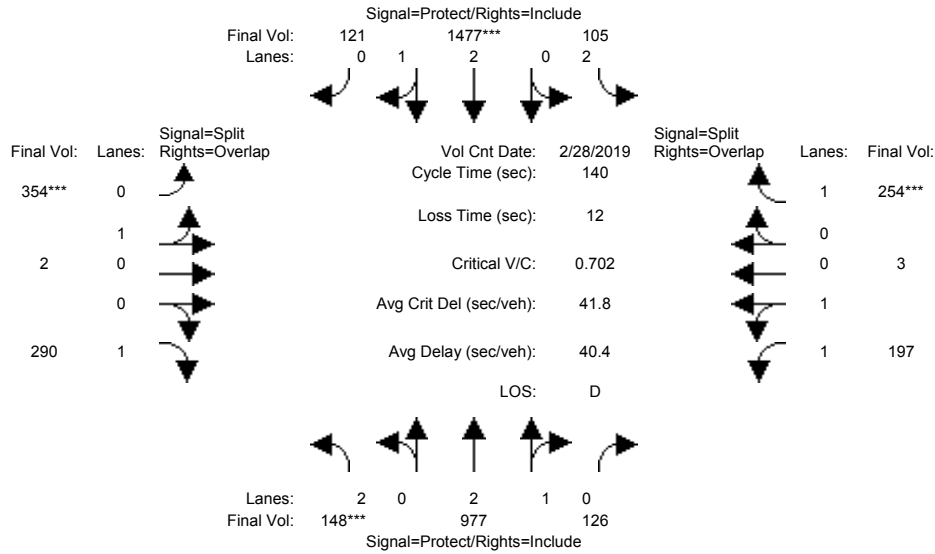 Signal=Protect/Rights=Include
Final Vol: 121 1477*** 105
Lanes: 0 1 2 0 2
Signal=Split Signal=Split
Final Vol: Lanes: Rights=Overlap Vol Cnt Date: 2/28/2019 Rights=Overlap Lanes: Final Vol:
Cycle Time (sec): 140
354*** 0 1 254***
Loss Time (sec): 12
1 0
2 0 Critical V/C: 0.702 0 3
0 Avg Crit Del (sec/veh): 41.8 1
290 1 Avg Delay (sec/veh): 40.4 1 197
LOS: D
Lanes: 2 0 2 1 0
Final Vol: 148*** 977 126
Signal=Protect/Rights=Include